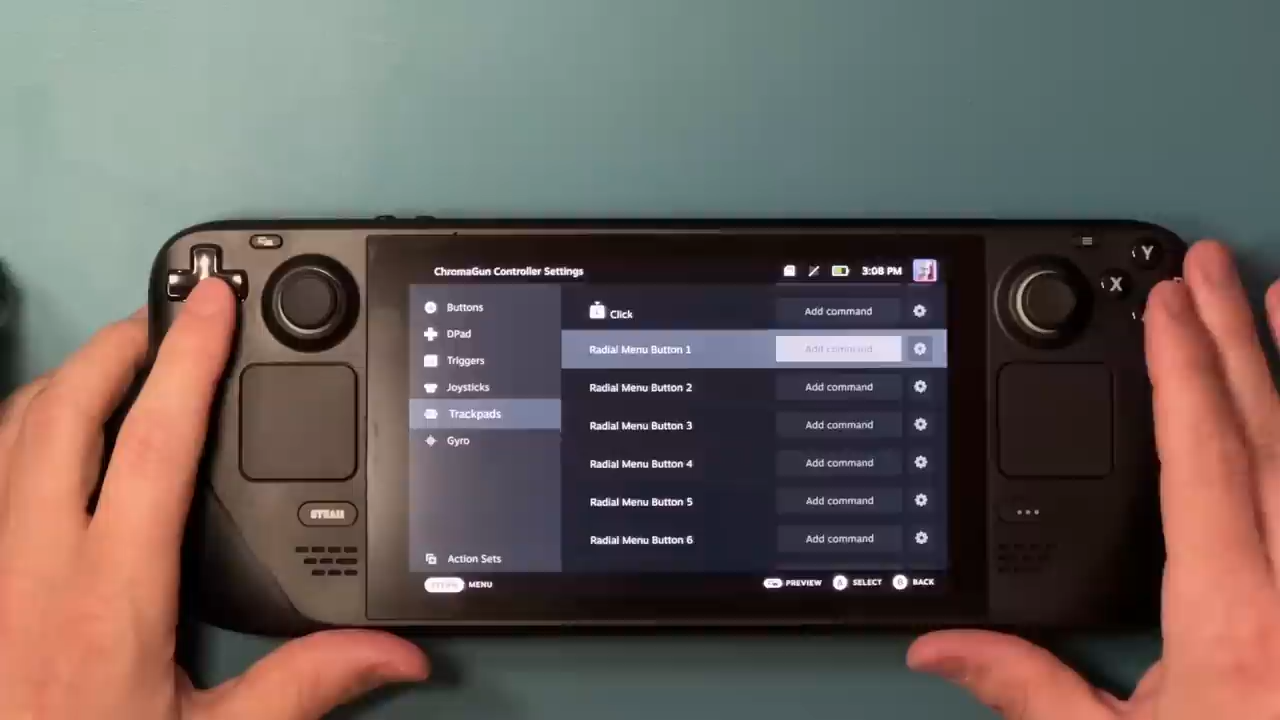 Y
X
ChromaGun Controller Settings
3:08 PM
Buttons
DPad
Triggers
Joysticks
Trackpads
Gyro
Action Sets
Click
Add command
Radial Menu Button 1
Add command
Radial Menu Button 2
Add command
Radial Menu Button 3
Add command
Radial Menu Button 4
Add command
Radial Menu Button 5
Add command
Radial Menu Button 6
Add command
STEAM
MENU
PREVIEW
A SELECT
B BACK
STEAM